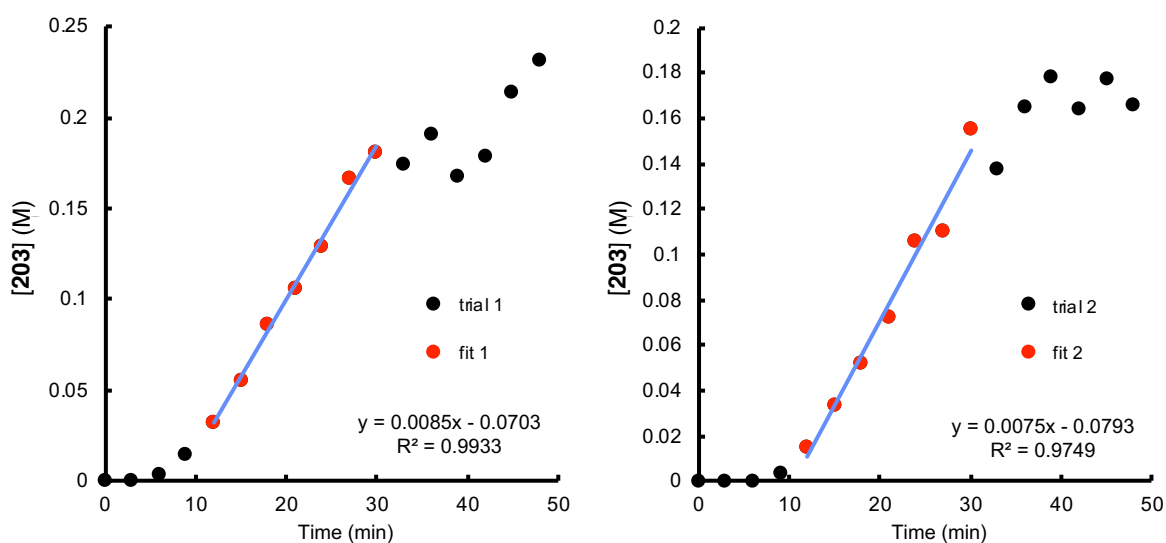 0.25
0.2
0.15
0.1
0.05
0
[203] (M)
0 10 20 30 40 50
Time (min)
trial 1
fit 1
y = 0.0085x - 0.0703
R² = 0.9933
0.2
0.18
0.16
0.14
0.12
0.1
0.08
0.06
0.04
0.02
0
[203] (M)
0 10 20 30 40 50
Time (min)
trial 2
fit 2
y = 0.0075x - 0.0793
R² = 0.9749